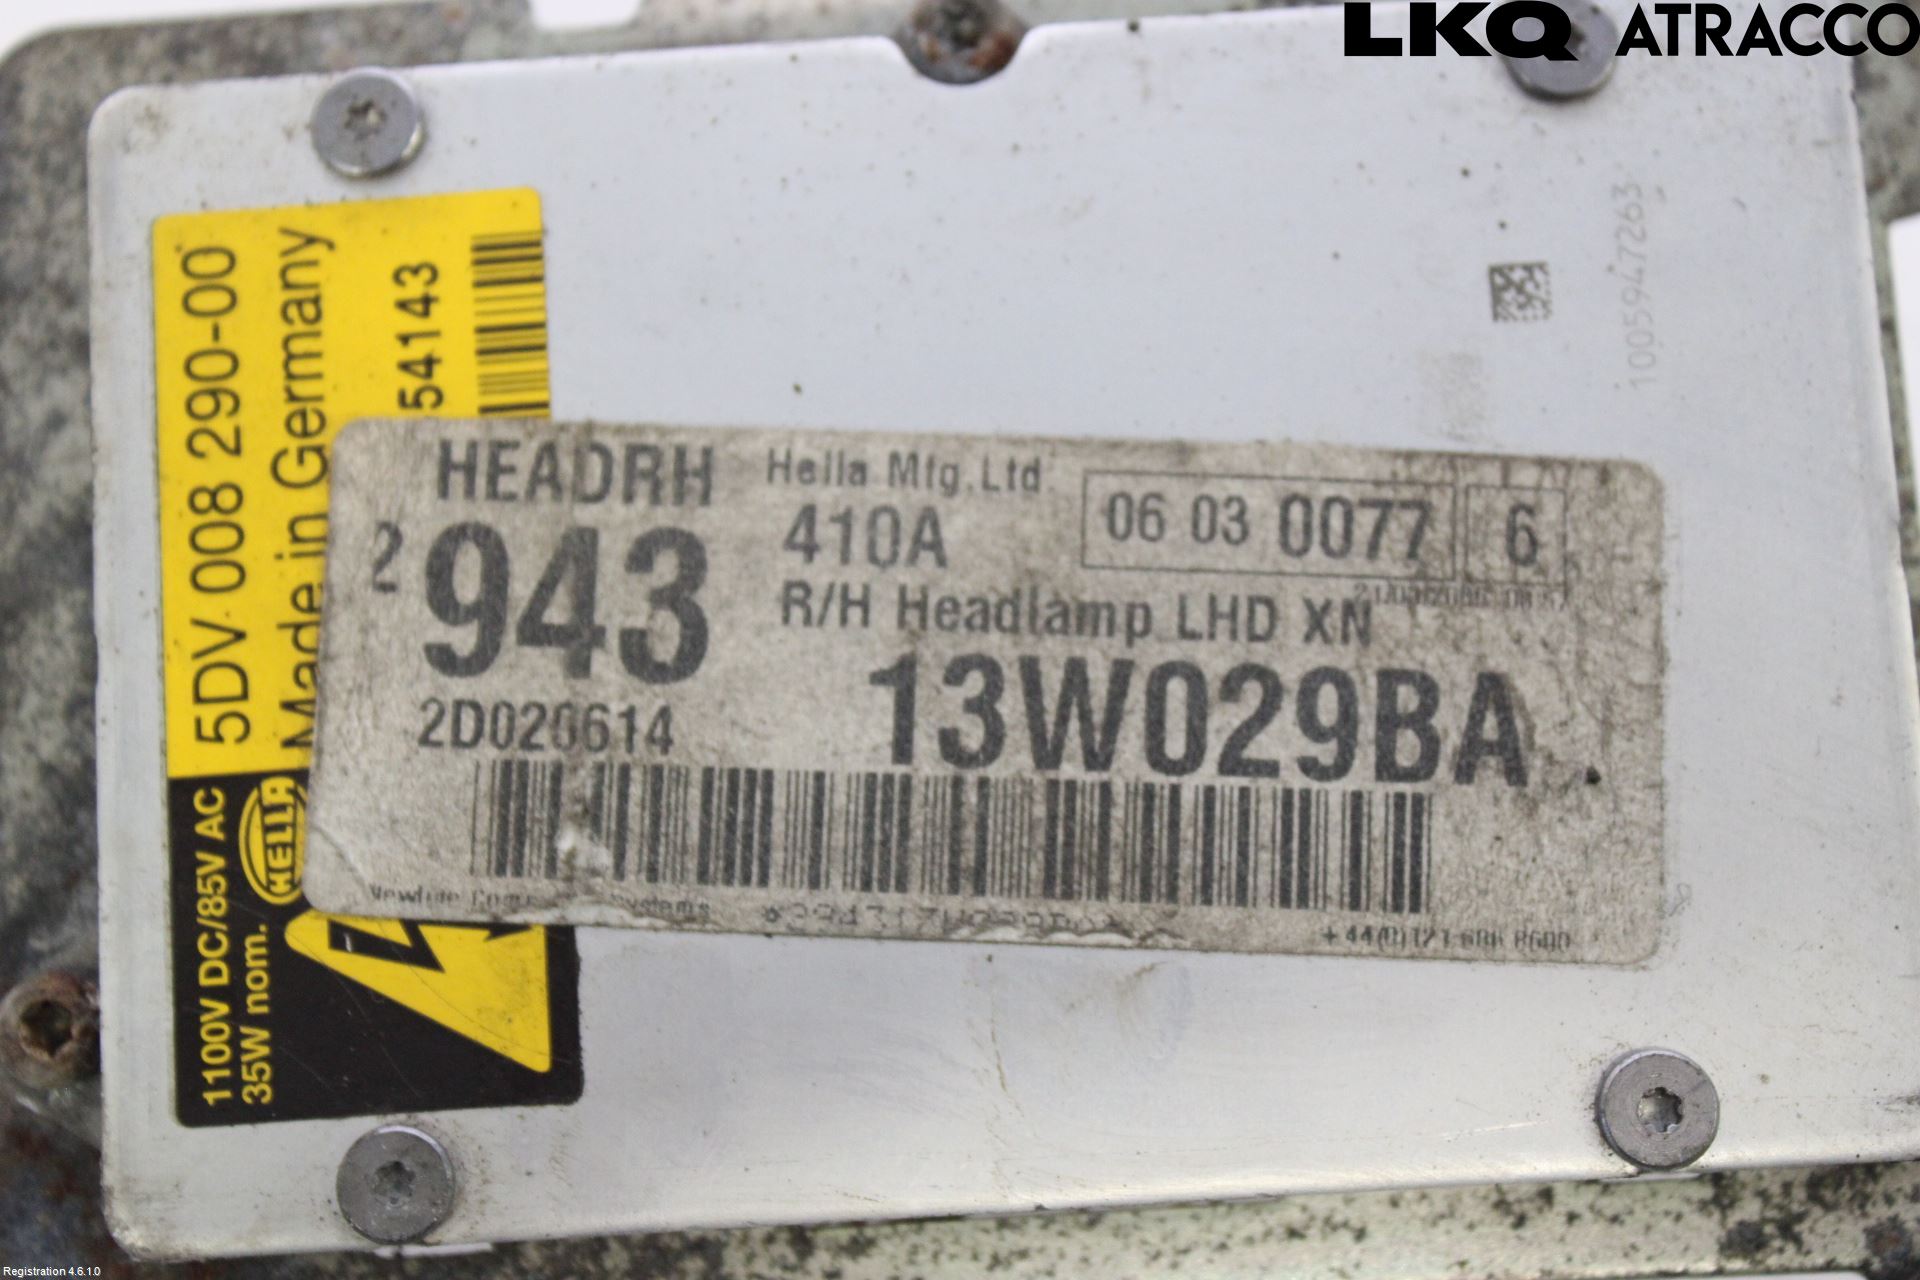 LKQ ATRACCO
5DV 008 290-00
Made in Germany
54143
1100V DC/85V AC
35W nom.
HELLA
1005947263
HEADRH
Hella Mfg.Ltd
410A
06 03 0077 6
2 943
R/H Headlamp LHD XN
2D020614
13W029BA
Systems
Registration 4.6.1.0